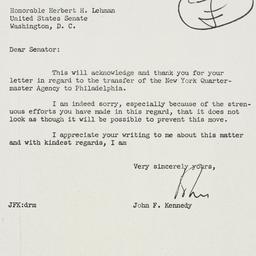 Honorable Herbert H. Lehman
United States Senate
Washington, D. C.
Dear Senator:
This will acknowledge and thank you for your
letter in regard to the transfer of the New York Quarter-
master Agency to Philadelphia.
I am indeed sorry, especially because of the stren-
uous efforts you have made in this regard, that it does not
look as though it will be possible to prevent this move.
I appreciate your writing to me about this matter
and with kindest regards, I am
Very sincerely yours,
JFK:drm
John F. Kennedy